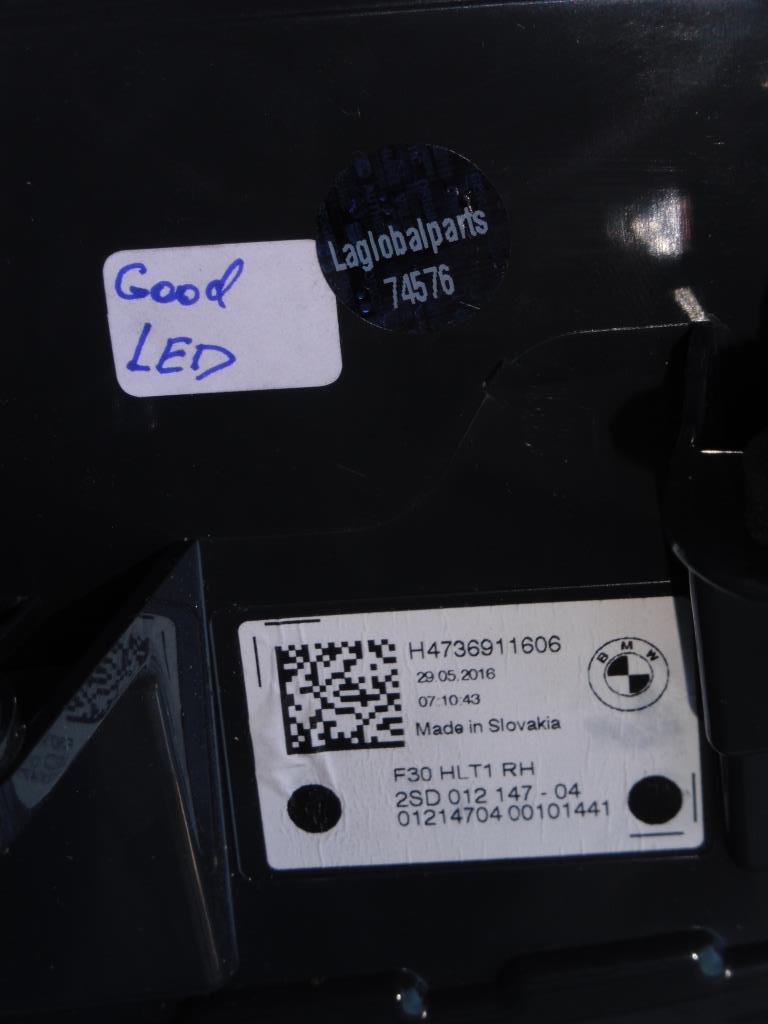 Laglobalparts
74576
Good
LED
H4736911606
29.05.2016
07:10:43
Made in Slovakia
BMW
F30 HLT1 RH
2SD 012 147 - 04
01214704 00101441